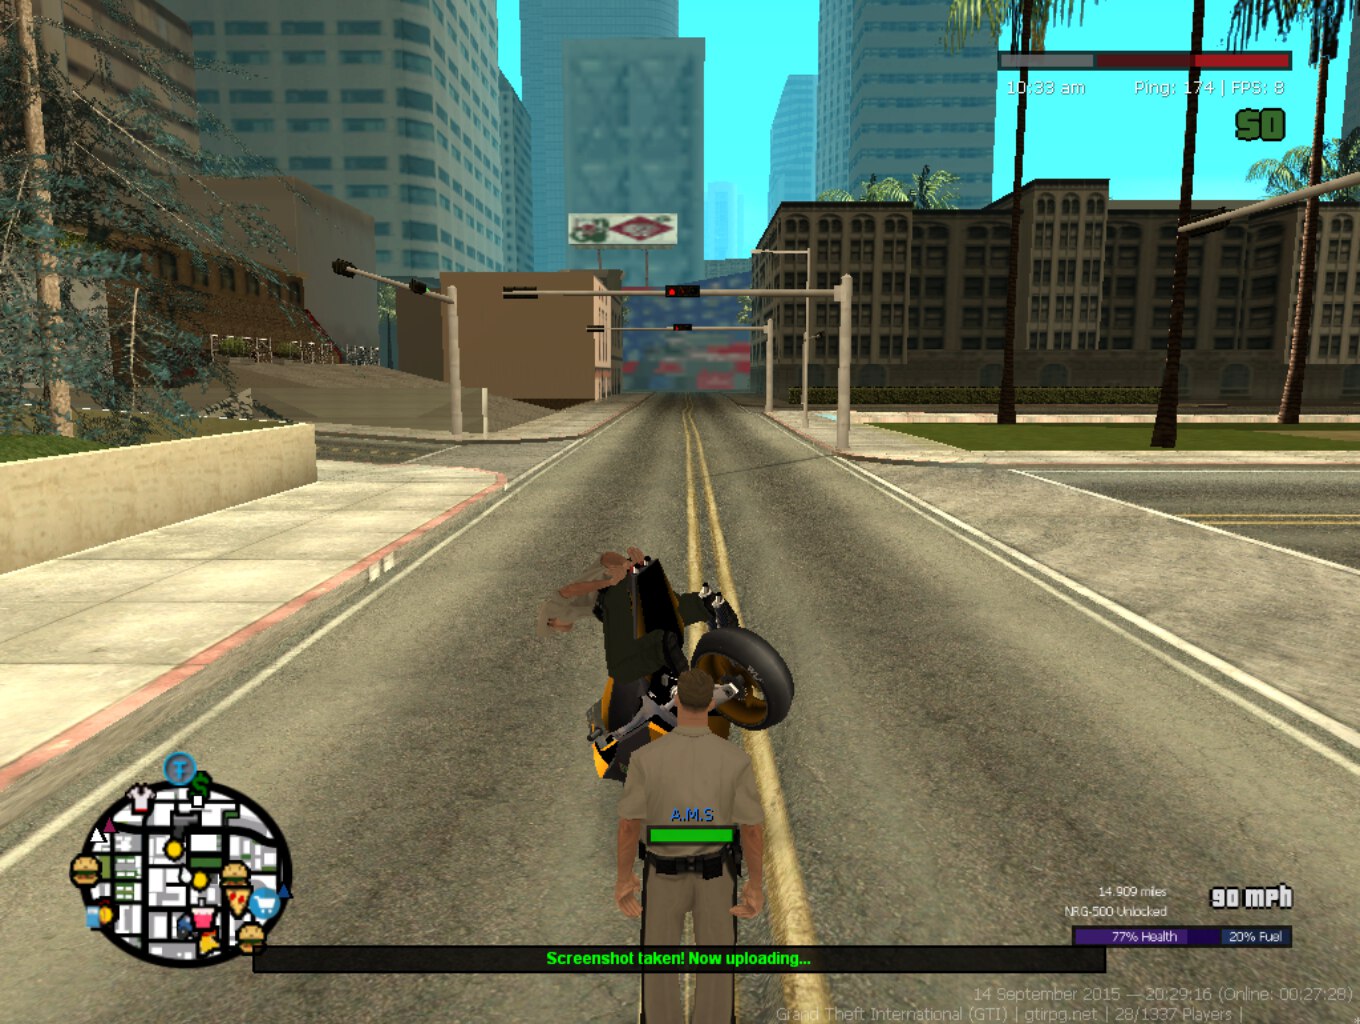 10:33 am
Ping: 174 | FPS: 8
$0
A.M.S
14.909 miles
90 mph
NRG-500 Unlocked
77% Health
20% Fuel
Screenshot taken! Now uploading...
14 September 2015 — 20:29:16 (Online: 00:27:28)
Grand Theft International (GTI) | gtirpg.net | 28/1337 Players |